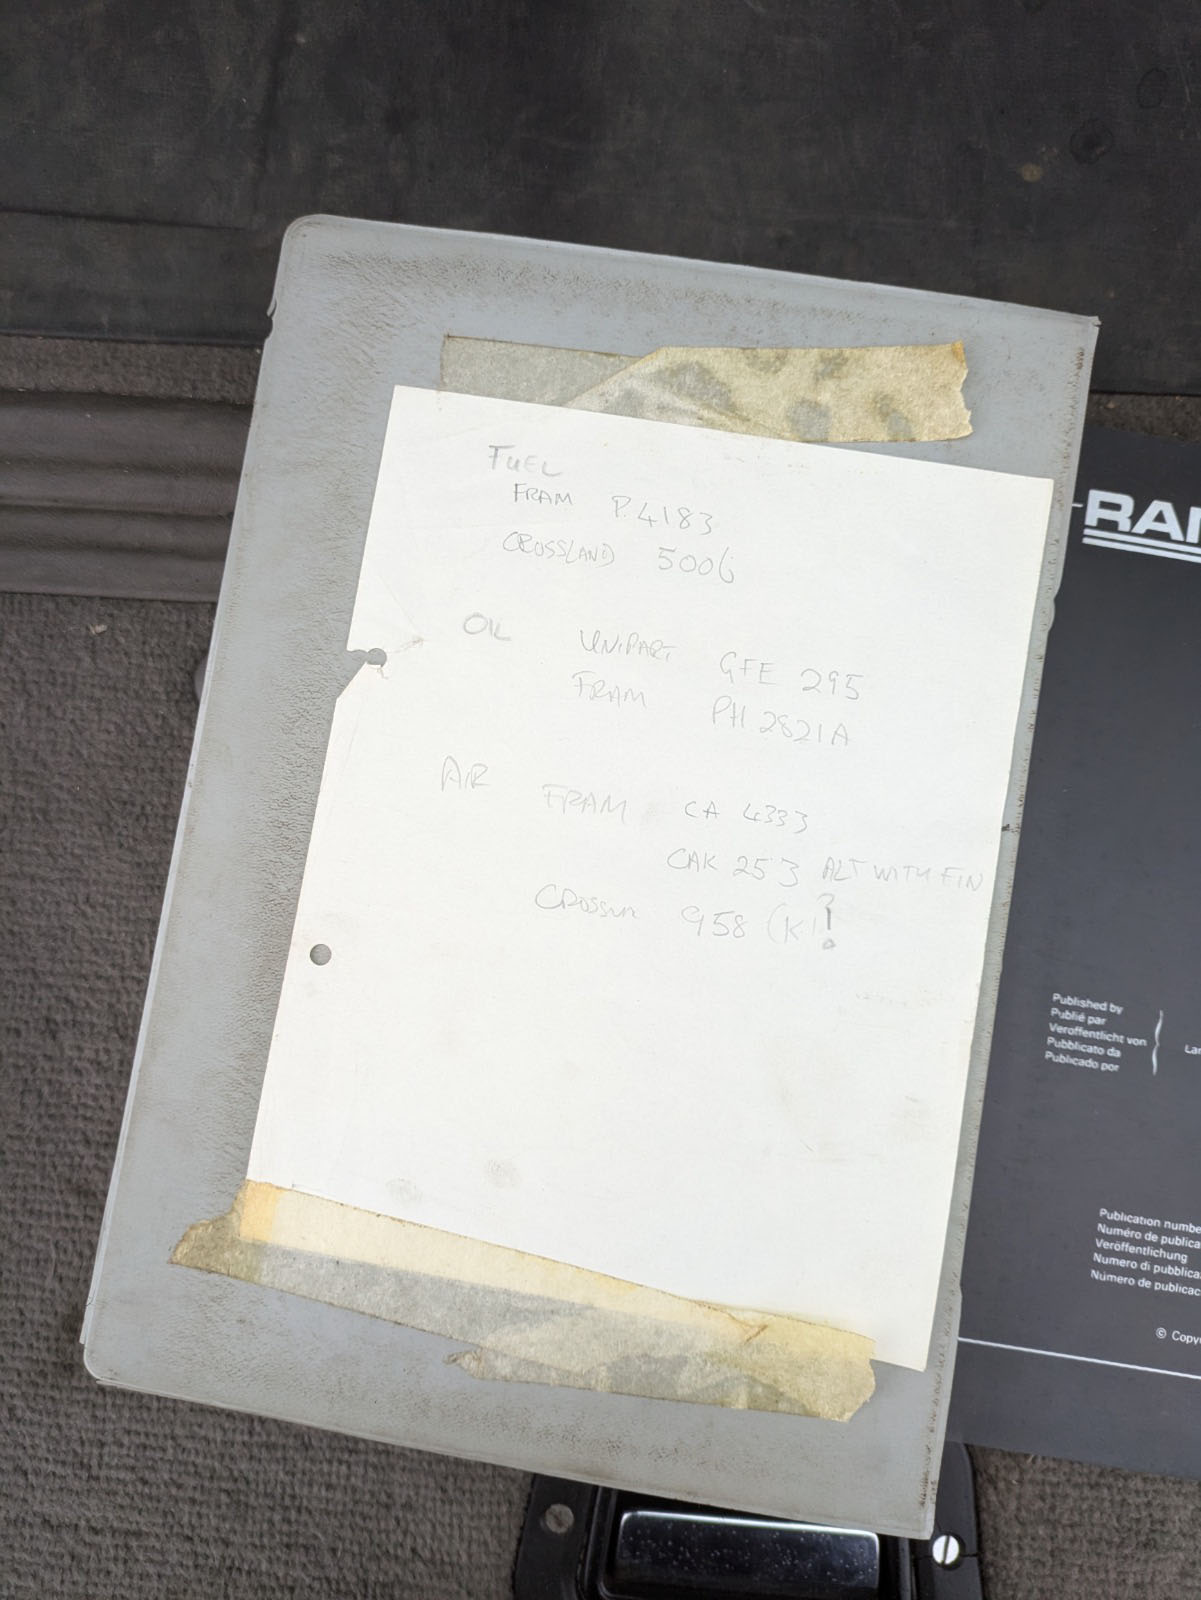 FUEL
FRAM P.4183
CROSSLAND 5006
OIL UNIPART GFE 295
FRAM PH 2821A
AIR FRAM CA 4333
CAK 253 ALT WITH FIN
958 (K)?
RAN
Published by
Publié par
Veröffentlicht von
Pubblicato da
Publicado por
Lan
Publication numbe
Numéro de publica
Veröffentlichung
Numero di pubblica
Número de publicac
© Copy